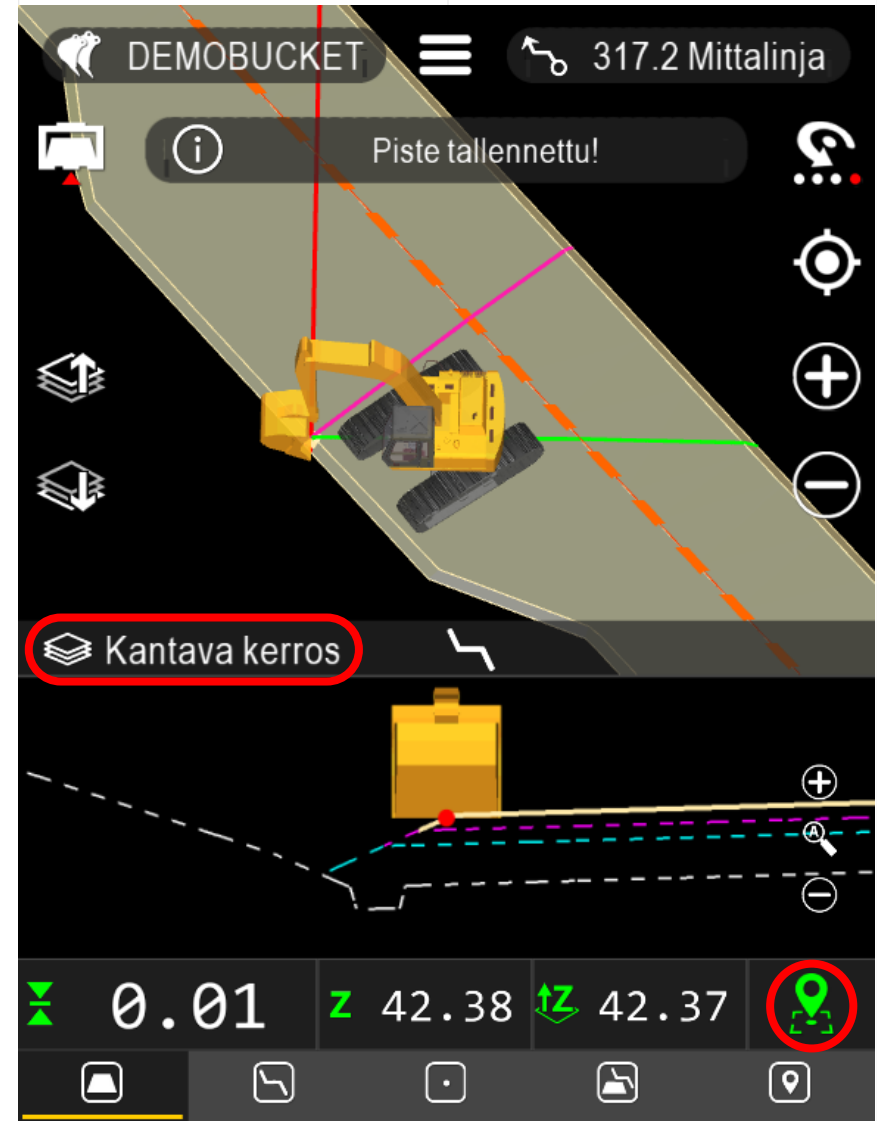 DEMOBUCKET
317.2 Mittalinja
Piste tallennettu!
Kantava kerros
A
0.01
Z 42.38
Z 42.37